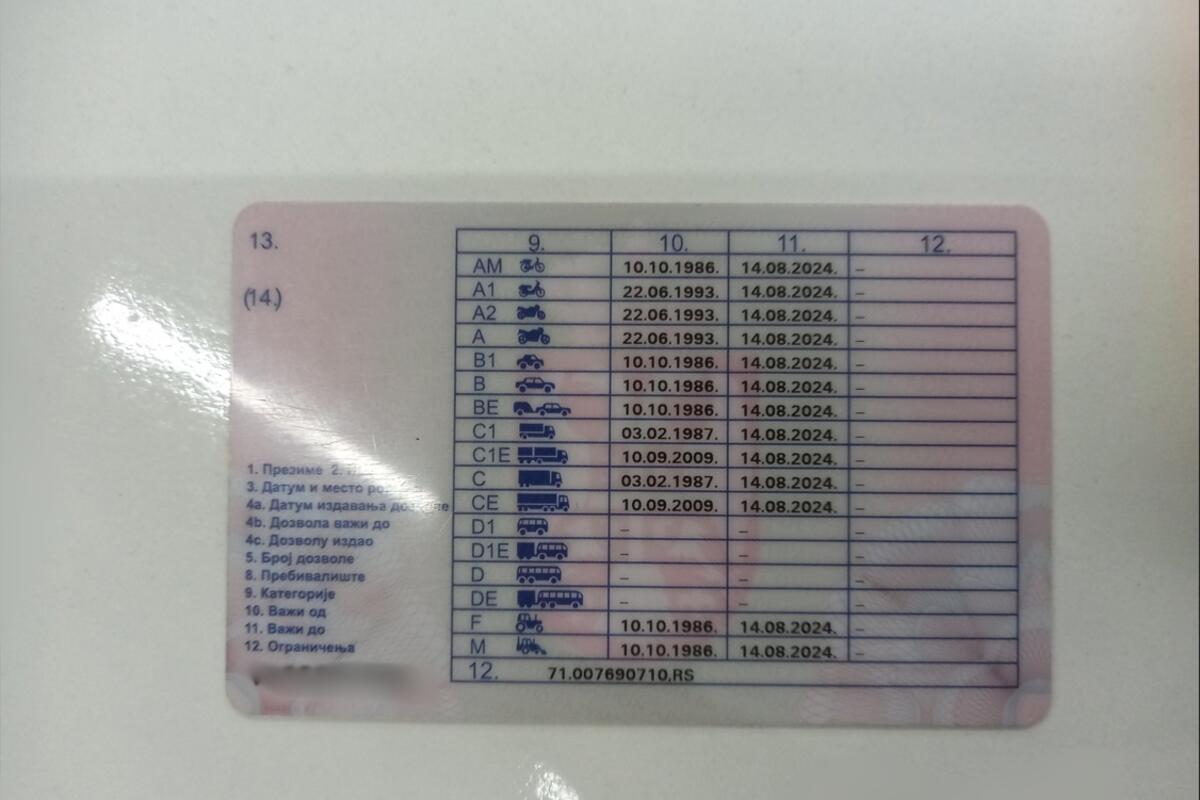 13.
(14.)
1. Презиме 2.
3. Датум и место
4a. Датум издавања
4b. Дозвола важи до
4c. Дозволу издао
5. Број дозволе
8. Пребивалиште
9. Категорије
10. Важи од
11. Важи до
12. Ограничења
9. 10. 11. 12.
AM 10.10.1986. 14.08.2024. –
A1 22.06.1993. 14.08.2024. –
A2 22.06.1993. 14.08.2024. –
A 22.06.1993. 14.08.2024. –
B1 10.10.1986. 14.08.2024. –
B 10.10.1986. 14.08.2024. –
BE 10.10.1986. 14.08.2024. –
C1 03.02.1987. 14.08.2024. –
C1E 10.09.2009. 14.08.2024. –
C 03.02.1987. 14.08.2024. –
CE 10.09.2009. 14.08.2024. –
D1 – – –
D1E – – –
D – – –
DE – – –
F 10.10.1986. 14.08.2024. –
M 10.10.1986. 14.08.2024. –
12. 71.007690710,RS